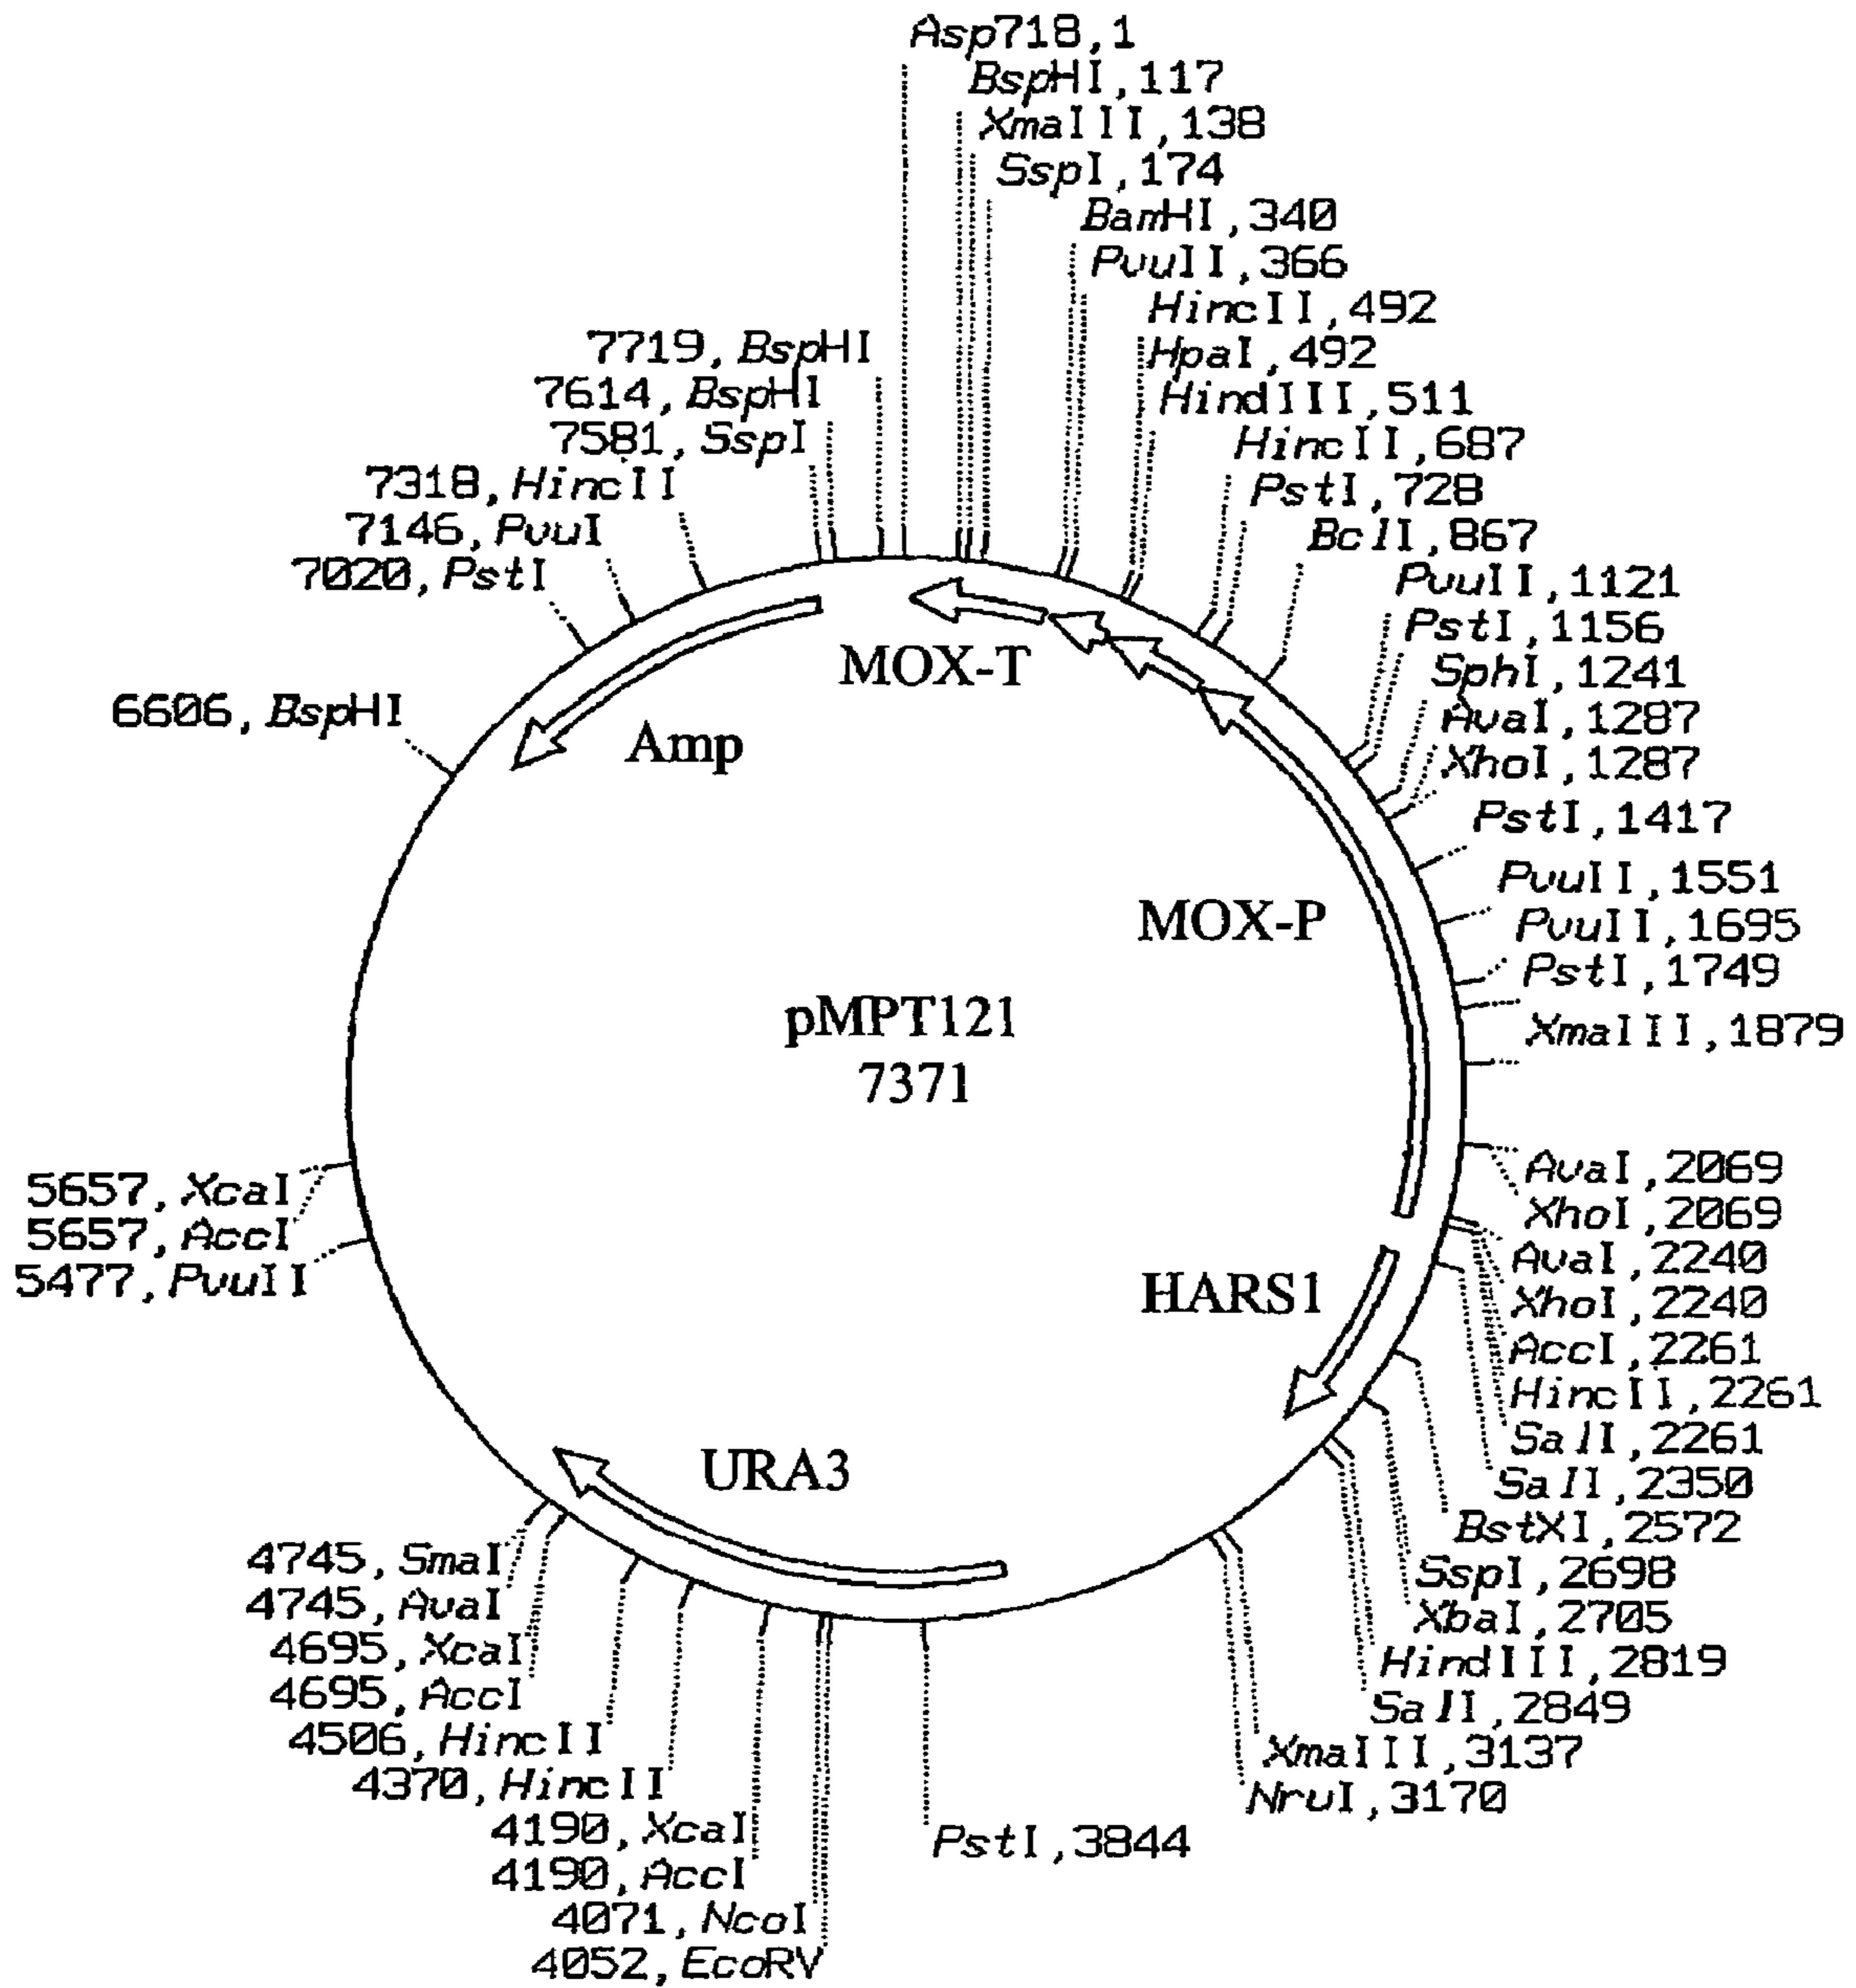 Asp718,1
BspHI,117
XmaIII,138
SspI,174
BamHI,340
PvuII,366
HincII,492
HpaI,492
HindIII,511
HincII,687
PstI,728
BclI,867
PvuII,1121
PstI,1156
SphI,1241
AvaI,1287
XhoI,1287
PstI,1417
PvuII,1551
PvuII,1695
PstI,1749
XmaIII,1879
AvaI,2069
XhoI,2069
AvaI,2240
XhoI,2240
AccI,2261
HincII,2261
SalI,2261
SalI,2350
BstXI,2572
SspI,2698
XbaI,2705
HindIII,2819
SalI,2849
XmaIII,3137
NruI,3170
PstI,3844
4052,EcoRV
4071,NcoI
4190,AccI
4190,XcaI
4370,HincII
4506,HincII
4695,AccI
4695,XcaI
4745,AvaI
4745,SmaI
5477,PvuII
5657,AccI
5657,XcaI
6606,BspHI
7020,PstI
7146,PvuI
7318,HincII
7581,SspI
7614,BspHI
7719,BspHI
MOX-T
Amp
MOX-P
pMPT121
7371
HARS1
URA3